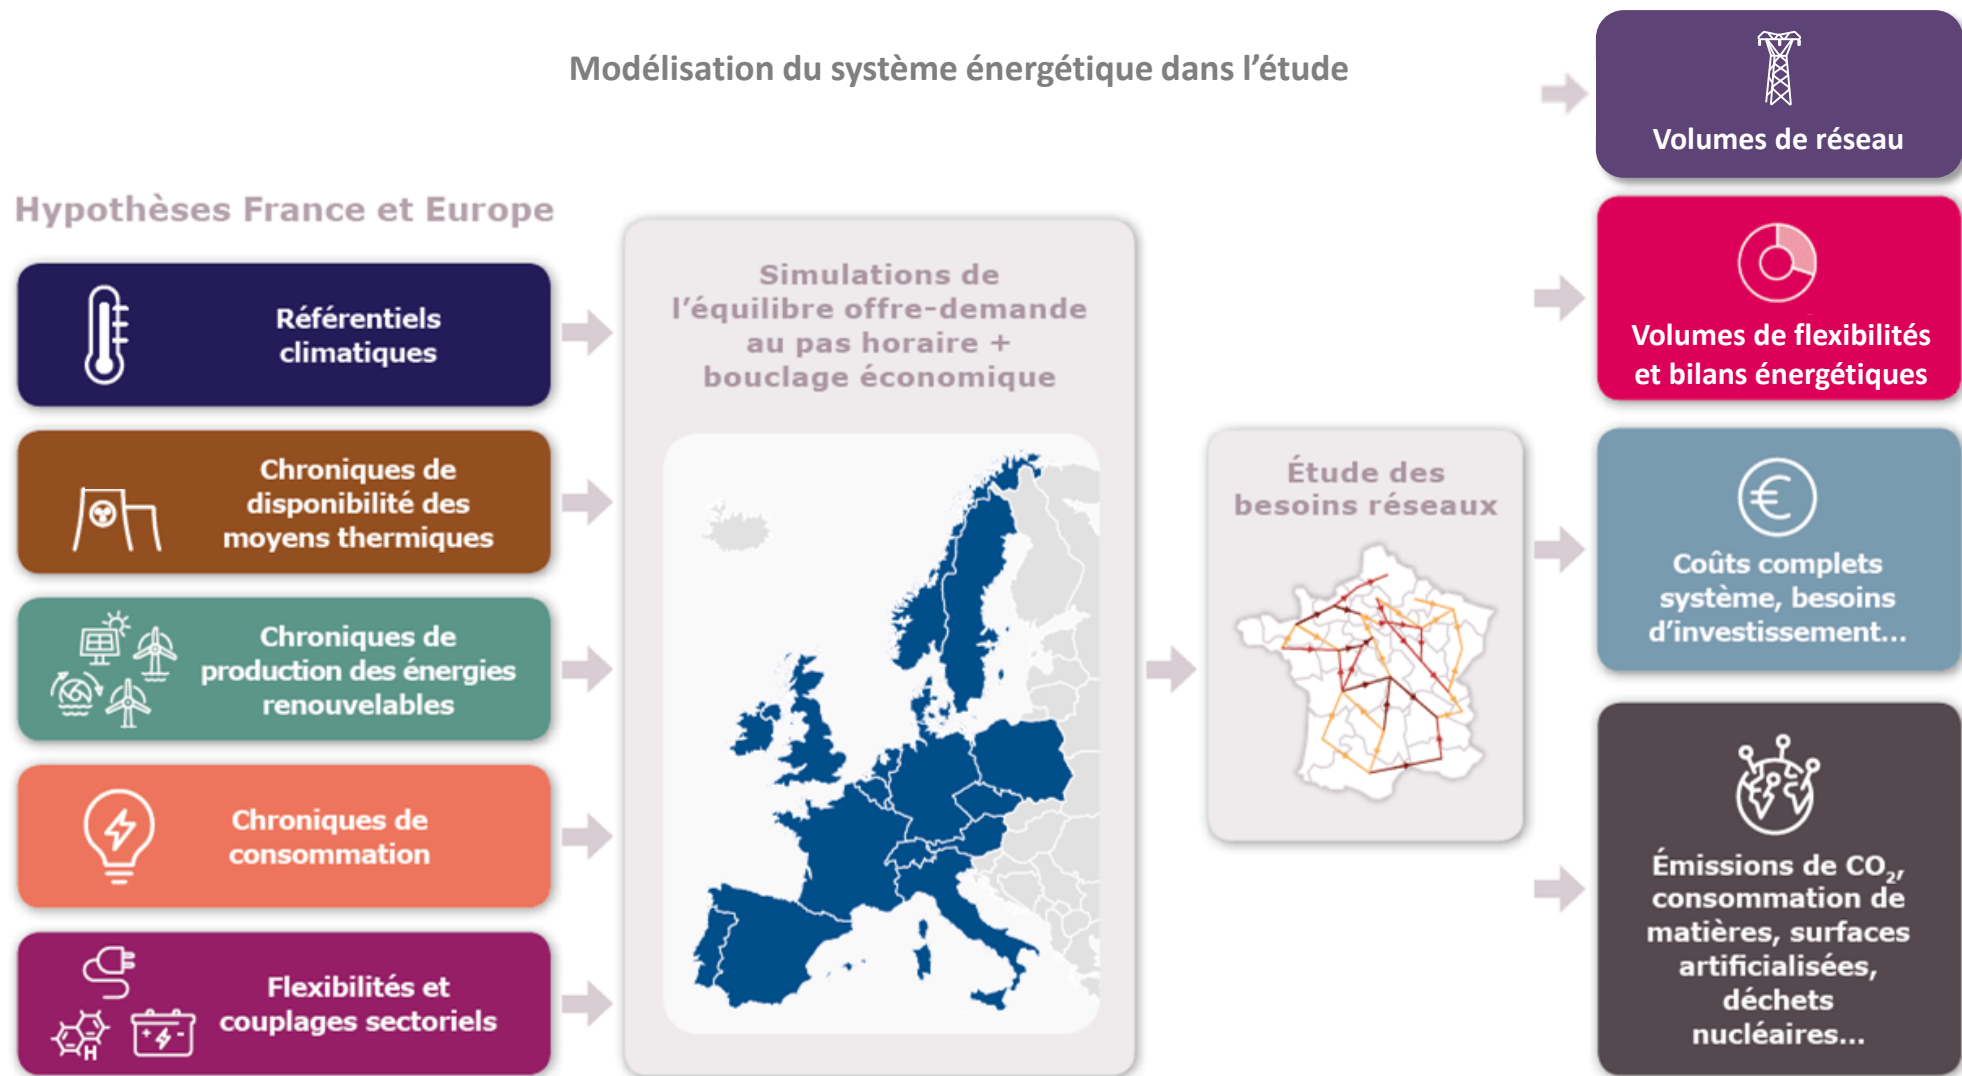 Modélisation du système énergétique dans l’étude
Hypothèses France et Europe
Référentiels
climatiques
Chroniques de
disponibilité des
moyens thermiques
Chroniques de
production des énergies
renouvelables
Chroniques de
consommation
Flexibilités et
couplages sectoriels
+ -
H
Simulations de
l’équilibre offre-demande
au pas horaire +
bouclage économique
Étude des
besoins réseaux
Volumes de réseau
Volumes de flexibilités
et bilans énergétiques
€
Coûts complets
système, besoins
d’investissement...
Émissions de CO₂,
consommation de
matières, surfaces
artificialisées,
déchets
nucléaires...